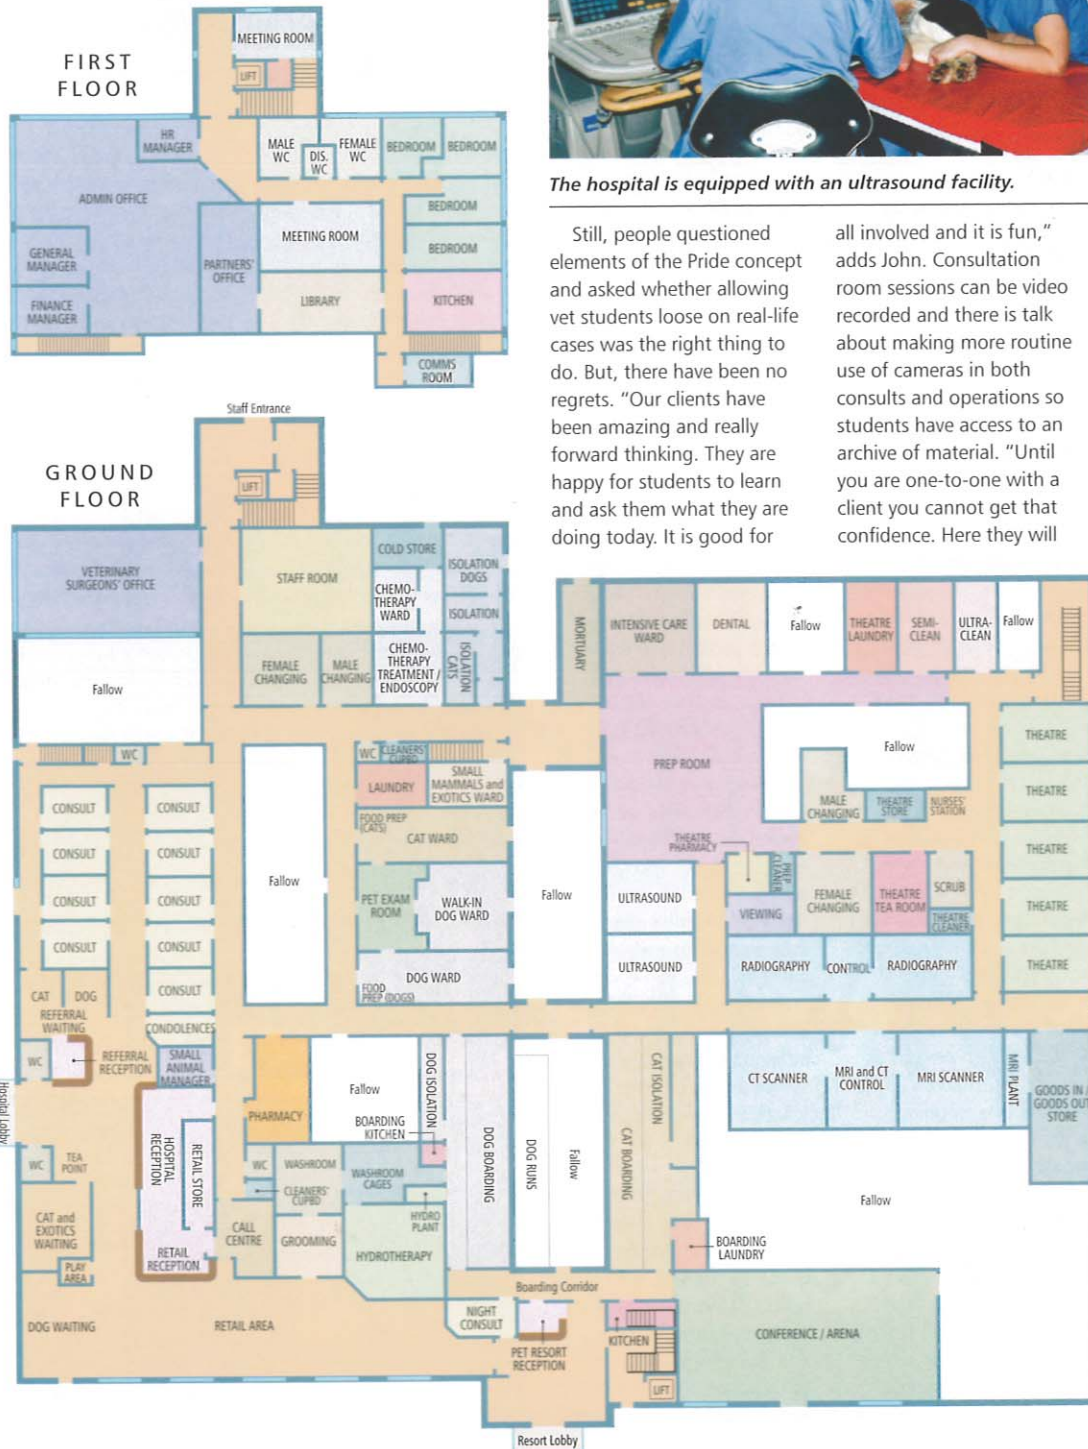 FIRST
FLOOR
MEETING ROOM
LIFT
HR
MANAGER
MALE
WC
DIS.
WC
FEMALE
WC
BEDROOM
BEDROOM
ADMIN OFFICE
BEDROOM
MEETING ROOM
GENERAL
MANAGER
PARTNERS'
OFFICE
BEDROOM
FINANCE
MANAGER
LIBRARY
KITCHEN
COMMS
ROOM
The hospital is equipped with an ultrasound facility.
Still, people questioned
elements of the Pride concept
and asked whether allowing
vet students loose on real-life
cases was the right thing to
do. But, there have been no
regrets. “Our clients have
been amazing and really
forward thinking. They are
happy for students to learn
and ask them what they are
doing today. It is good for
all involved and it is fun,”
adds John. Consultation
room sessions can be video
recorded and there is talk
about making more routine
use of cameras in both
consults and operations so
students have access to an
archive of material. “Until
you are one-to-one with a
client you cannot get that
confidence. Here they will
GROUND
FLOOR
Staff Entrance
LIFT
VETERINARY
SURGEONS' OFFICE
STAFF ROOM
COLD STORE
ISOLATION
DOGS
CHEMO-
THERAPY
WARD
ISOLATION
FEMALE
CHANGING
MALE
CHANGING
CHEMO-
THERAPY
TREATMENT /
ENDOSCOPY
ISOLATION
CATS
Fallow
MORTUARY
INTENSIVE CARE
WARD
DENTAL
Fallow
THEATRE
LAUNDRY
SEMI-
CLEAN
ULTRA-
CLEAN
Fallow
WC
WC
CLEANERS'
CUPBD
LAUNDRY
SMALL
MAMMALS and
EXOTICS WARD
PREP ROOM
Fallow
THEATRE
CONSULT
CONSULT
FOOD PREP
(CATS)
CAT WARD
MALE
CHANGING
THEATRE
STORE
NURSES'
STATION
THEATRE
CONSULT
CONSULT
THEATRE
PHARMACY
PREP
CLEANER
THEATRE
Fallow
PET EXAM
ROOM
WALK-IN
DOG WARD
Fallow
ULTRASOUND
VIEWING
FEMALE
CHANGING
THEATRE
TEA ROOM
SCRUB
THEATRE
CLEANER
THEATRE
CONSULT
CONSULT
CONSULT
CONSULT
CONSULT
DOG WARD
FOOD
PREP (DOGS)
ULTRASOUND
RADIOGRAPHY
CONTROL
RADIOGRAPHY
THEATRE
CAT
DOG
REFERRAL
WAITING
CONDOLENCES
WC
REFERRAL
RECEPTION
SMALL
ANIMAL
MANAGER
PHARMACY
Fallow
BOARDING
KITCHEN
DOG ISOLATION
DOG BOARDING
DOG RUNS
Fallow
CAT ISOLATION
CAT BOARDING
CT SCANNER
MRI and CT
CONTROL
MRI SCANNER
MRI PLANT
GOODS IN /
GOODS OUT
STORE
Hospital Lobby
WC
TEA
POINT
HOSPITAL
RECEPTION
RETAIL STORE
WC
WASHROOM
WASHROOM
CAGES
CLEANERS'
CUPBD
HYDRO
PLANT
Fallow
CAT and
EXOTICS
WAITING
CALL
CENTRE
GROOMING
HYDROTHERAPY
BOARDING
LAUNDRY
PLAY
AREA
RETAIL
RECEPTION
Boarding Corridor
DOG WAITING
RETAIL AREA
NIGHT
CONSULT
PET RESORT
RECEPTION
KITCHEN
LIFT
CONFERENCE / ARENA
Resort Lobby